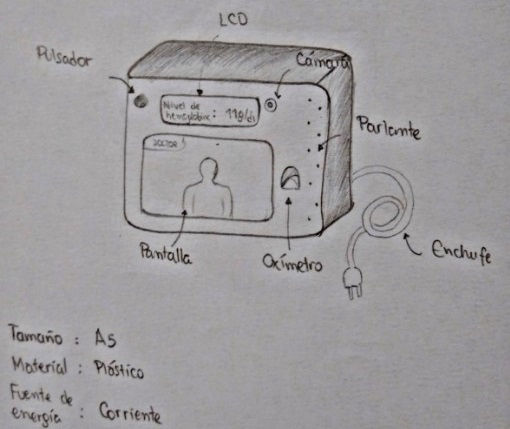 LCD
Pulsador
Cámara
Nivel de
hemoglobina : 11g/dl
Parlante
DOCTOR
Pantalla
Oxímetro
Enchufe
Tamaño : A5
Material : Plástico
Fuente de
energía : Corriente